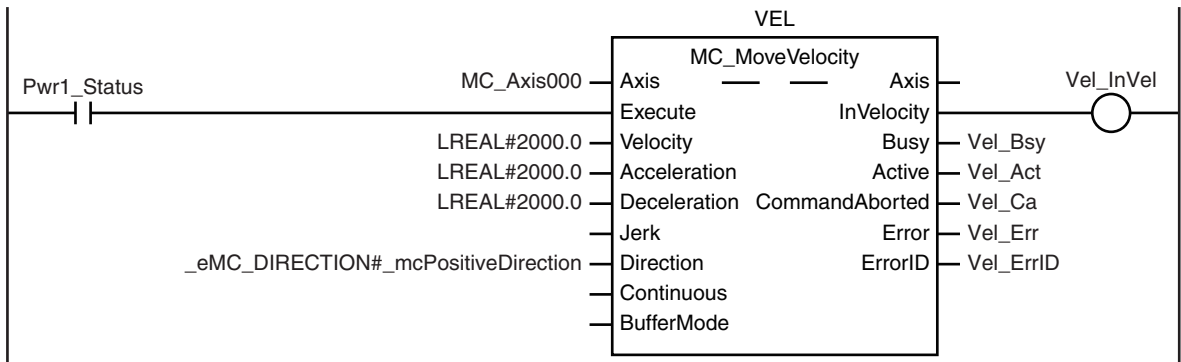 VEL
MC_MoveVelocity
MC_Axis000 Axis Axis
Pwr1_Status Vel_InVel
Execute InVelocity
LREAL#2000.0 Velocity Busy Vel_Bsy
LREAL#2000.0 Acceleration Active Vel_Act
LREAL#2000.0 Deceleration CommandAborted Vel_Ca
Jerk Error Vel_Err
_eMC_DIRECTION#_mcPositiveDirection Direction ErrorID Vel_ErrID
Continuous
BufferMode